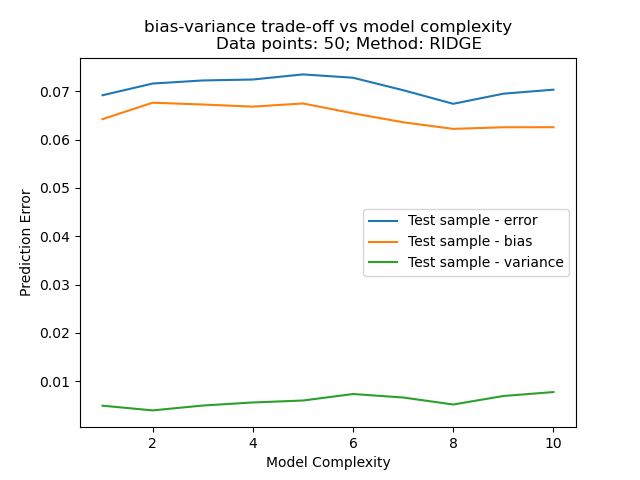 bias-variance trade-off vs model complexity
Data points: 50; Method: RIDGE
Prediction Error
0.07
0.06
0.05
0.04
0.03
0.02
0.01
Test sample - error
Test sample - bias
Test sample - variance
2 4 6 8 10
Model Complexity